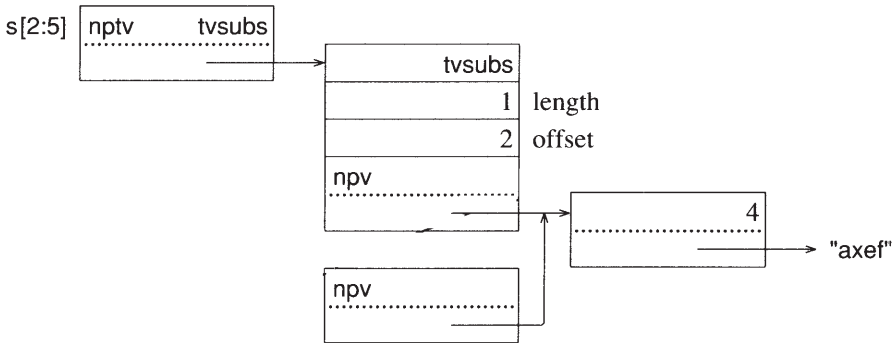 s[2:5] nptv tvsubs
tvsubs
1 length
2 offset
npv
4
"axef"
npv